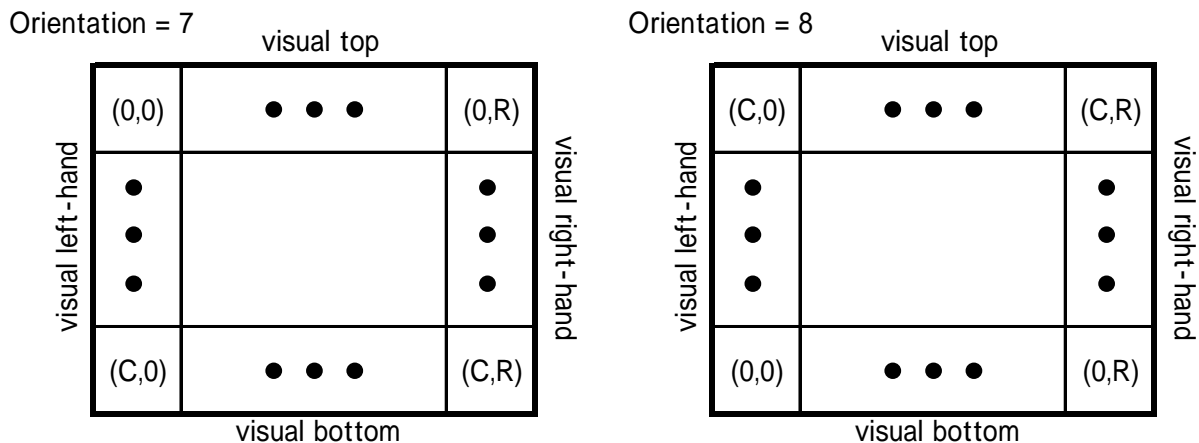 Orientation = 7
visual top
(0,0) (0,R)
visual left-hand
visual right-hand
(C,0) (C,R)
visual bottom
Orientation = 8
visual top
(C,0) (C,R)
visual left-hand
visual right-hand
(0,0) (0,R)
visual bottom